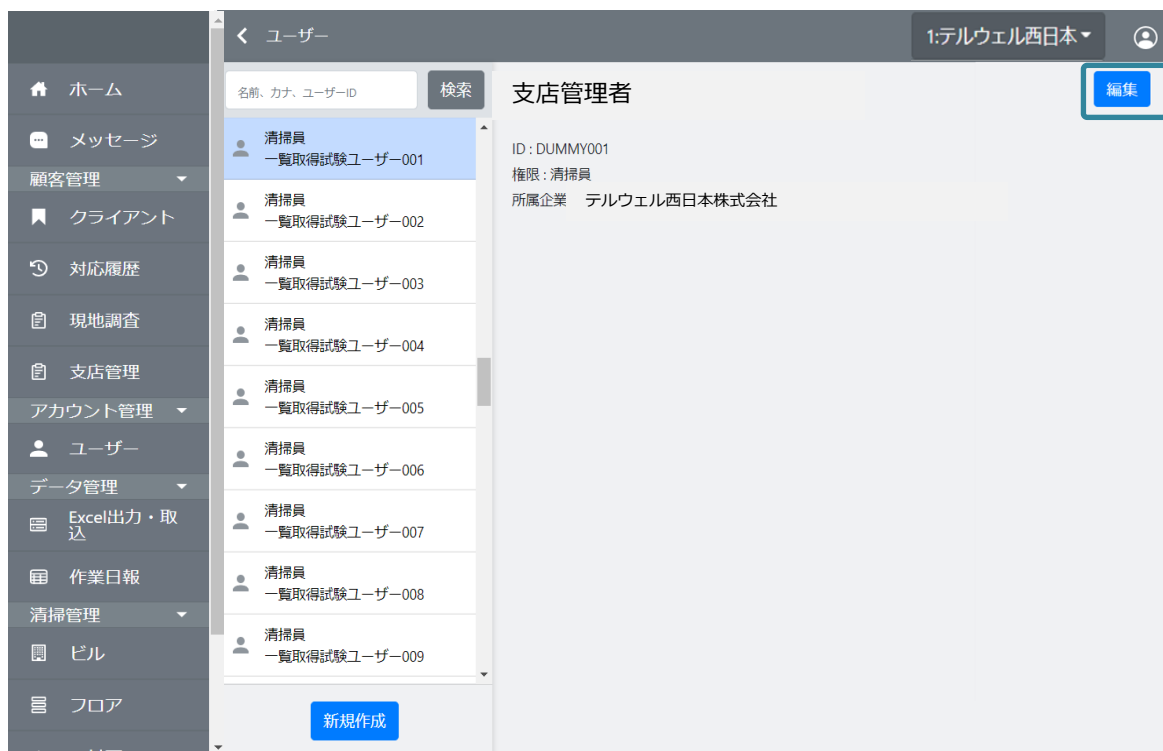 ユーザー
1:テルウェル西日本
ホーム
メッセージ
顧客管理
クライアント
対応履歴
現地調査
支店管理
アカウント管理
ユーザー
データ管理
Excel出力・取
込
作業日報
清掃管理
ビル
フロア
名前、カナ、ユーザーID
検索
清掃員
一覧取得試験ユーザー001
清掃員
一覧取得試験ユーザー002
清掃員
一覧取得試験ユーザー003
清掃員
一覧取得試験ユーザー004
清掃員
一覧取得試験ユーザー005
清掃員
一覧取得試験ユーザー006
清掃員
一覧取得試験ユーザー007
清掃員
一覧取得試験ユーザー008
清掃員
一覧取得試験ユーザー009
新規作成
支店管理者
編集
ID : DUMMY001
権限 : 清掃員
所属企業 テルウェル西日本株式会社